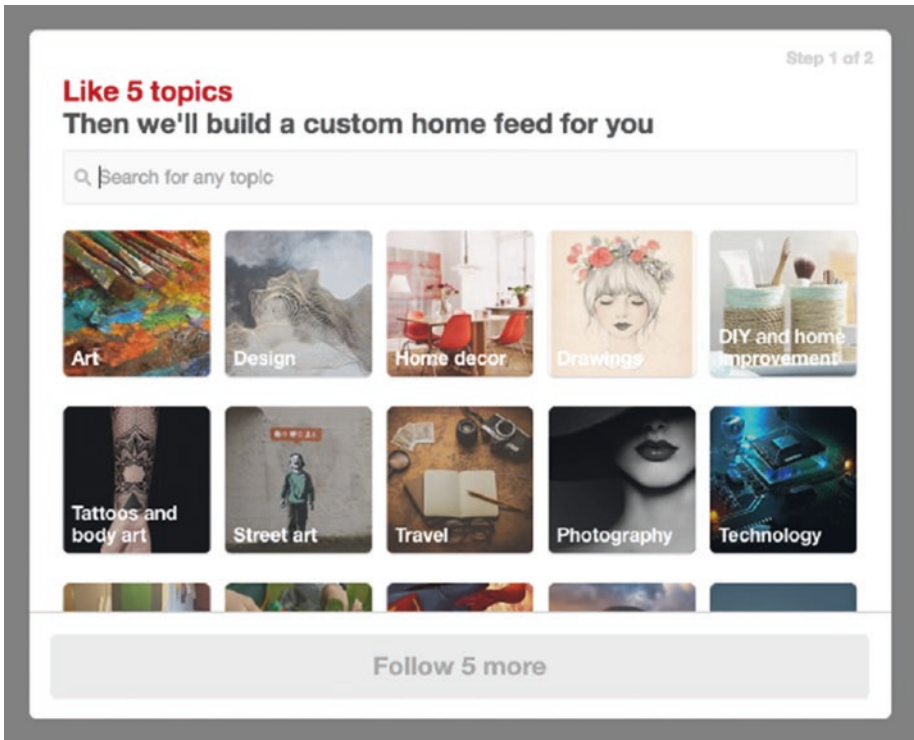 Step 1 of 2
Like 5 topics
Then we'll build a custom home feed for you
Search for any topic
Art
Design
Home decor
Drawings
DIY and home
improvement
Tattoos and
body art
Street art
Travel
Photography
Technology
Follow 5 more